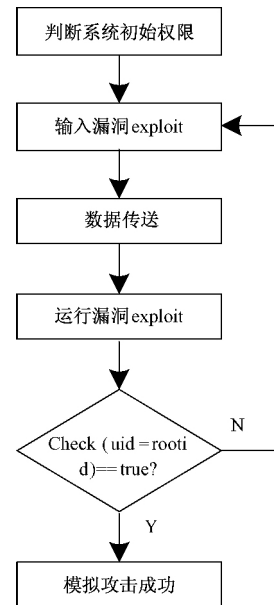 判断系统初始权限
输入漏洞exploit
数据传送
运行漏洞exploit
Check (uid=rooti
d)==true?
N
Y
模拟攻击成功